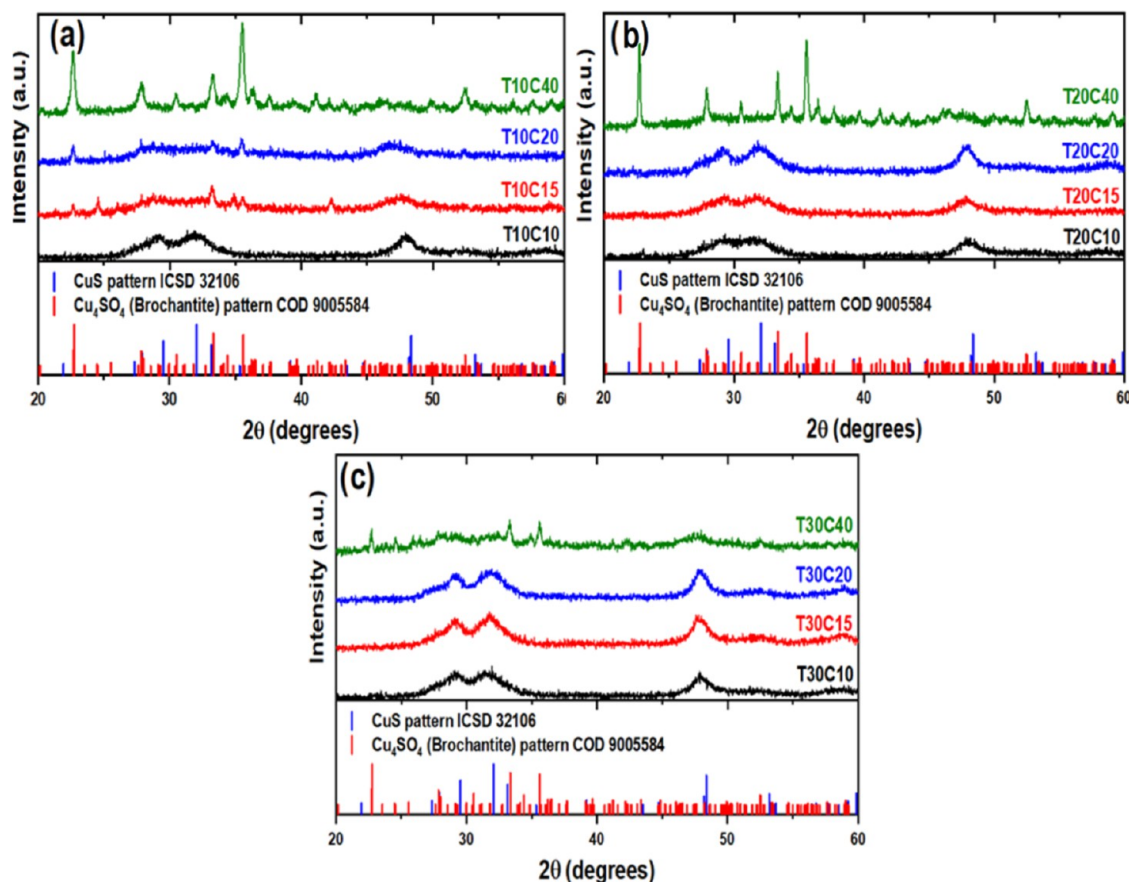 (a)
Intensity (a.u.)
T10C40
T10C20
T10C15
T10C10
CuS pattern ICSD 32106
Cu₄SO₄ (Brochantite) pattern COD 9005584
20 30 40 50 60
2θ (degrees)
(b)
Intensity (a.u.)
T20C40
T20C20
T20C15
T20C10
CuS pattern ICSD 32106
Cu₄SO₄ (Brochantite) pattern COD 9005584
20 30 40 50 60
2θ (degrees)
(c)
Intensity (a.u.)
T30C40
T30C20
T30C15
T30C10
CuS pattern ICSD 32106
Cu₄SO₄ (Brochantite) pattern COD 9005584
20 30 40 50 60
2θ (degrees)